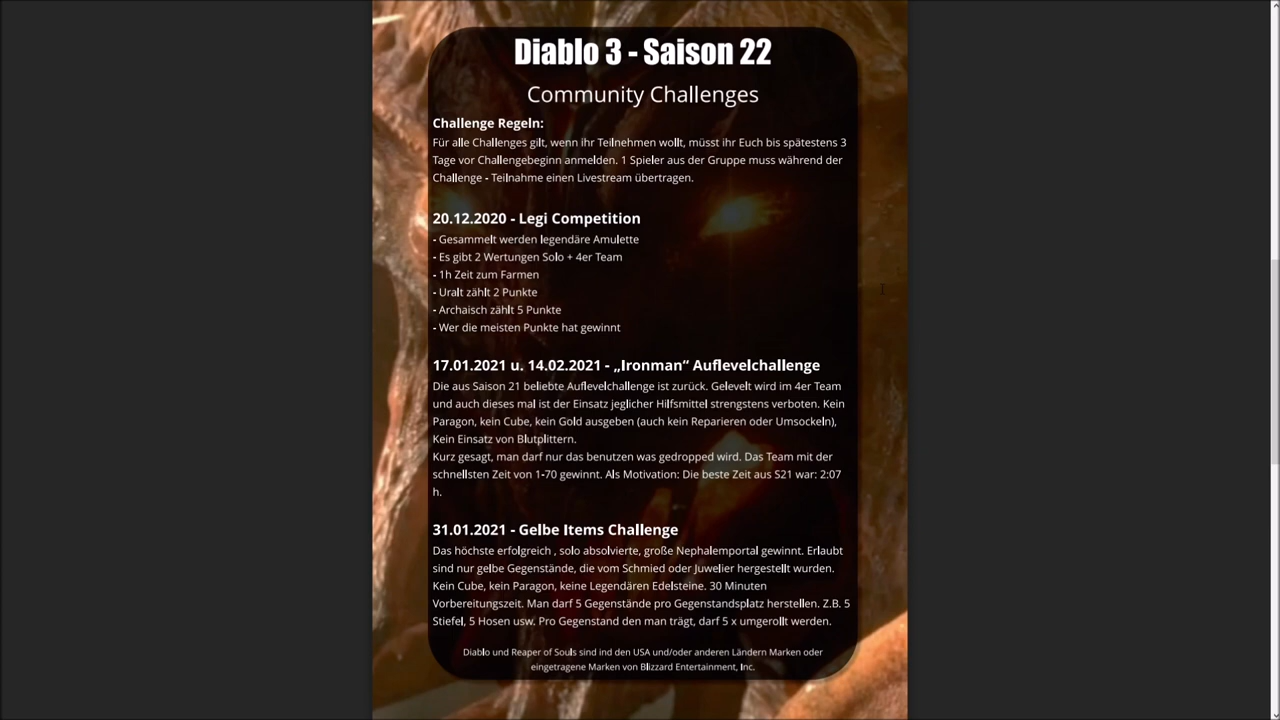 Diablo 3 - Saison 22
Community Challenges
Challenge Regeln:
Für alle Challenges gilt, wenn ihr Teilnehmen wollt, müsst ihr Euch bis spätestens 3
Tage vor Challengebeginn anmelden. 1 Spieler aus der Gruppe muss während der
Challenge - Teilnahme einen Livestream übertragen.
20.12.2020 - Legi Competition
- Gesammelt werden legendäre Amulette
- Es gibt 2 Wertungen Solo + 4er Team
- 1h Zeit zum Farmen
- Uralt zählt 2 Punkte
- Archaisch zählt 5 Punkte
- Wer die meisten Punkte hat gewinnt
17.01.2021 u. 14.02.2021 - „Ironman“ Auflevelchallenge
Die aus Saison 21 beliebte Auflevelchallenge ist zurück. Gelevelt wird im 4er Team
und auch dieses mal ist der Einsatz jeglicher Hilfsmittel strengstens verboten. Kein
Paragon, kein Cube, kein Gold ausgeben (auch kein Reparieren oder Umsockeln),
Kein Einsatz von Blutplittern.
Kurz gesagt, man darf nur das benutzen was gedropped wird. Das Team mit der
schnellsten Zeit von 1-70 gewinnt. Als Motivation: Die beste Zeit aus S21 war: 2:07
h.
31.01.2021 - Gelbe Items Challenge
Das höchste erfolgreich , solo absolvierte, große Nephalemportal gewinnt. Erlaubt
sind nur gelbe Gegenstände, die vom Schmied oder Juwelier hergestellt wurden.
Kein Cube, kein Paragon, keine Legendären Edelsteine. 30 Minuten
Vorbereitungszeit. Man darf 5 Gegenstände pro Gegenstandsplatz herstellen. Z.B. 5
Stiefel, 5 Hosen usw. Pro Gegenstand den man trägt, darf 5 x umgerollt werden.
Diablo und Reaper of Souls sind ind den USA und/oder anderen Ländern Marken oder
eingetragene Marken von Blizzard Entertainment, Inc.